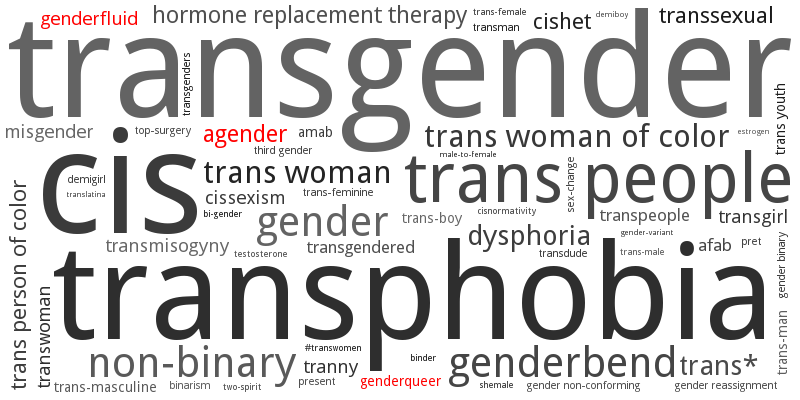 genderfluid
hormone replacement therapy
trans-female
cishet
demiboy
transsexual
transman
transgender
transgenders
trans youth
misgender
top-surgery
agender
amab
trans woman of color
estrogen
third gender
male-to-female
cis
demigirl
translatina
trans woman
trans people
sex-change
cissexism
trans-feminine
bi-gender
gender
trans-boy
cisnormativity
transpeople
transgirl
trans person of color
transmisogyny
transgendered
dysphoria
gender-variant
afab
pret
gender binary
testosterone
transdude
trans-male
transphobia
transwoman
trans-man
#transwomen
non-binary
tranny
binder
genderbend
trans*
trans-masculine
binarism
two-spirit
present
genderqueer
shemale
gender non-conforming
gender reassignment